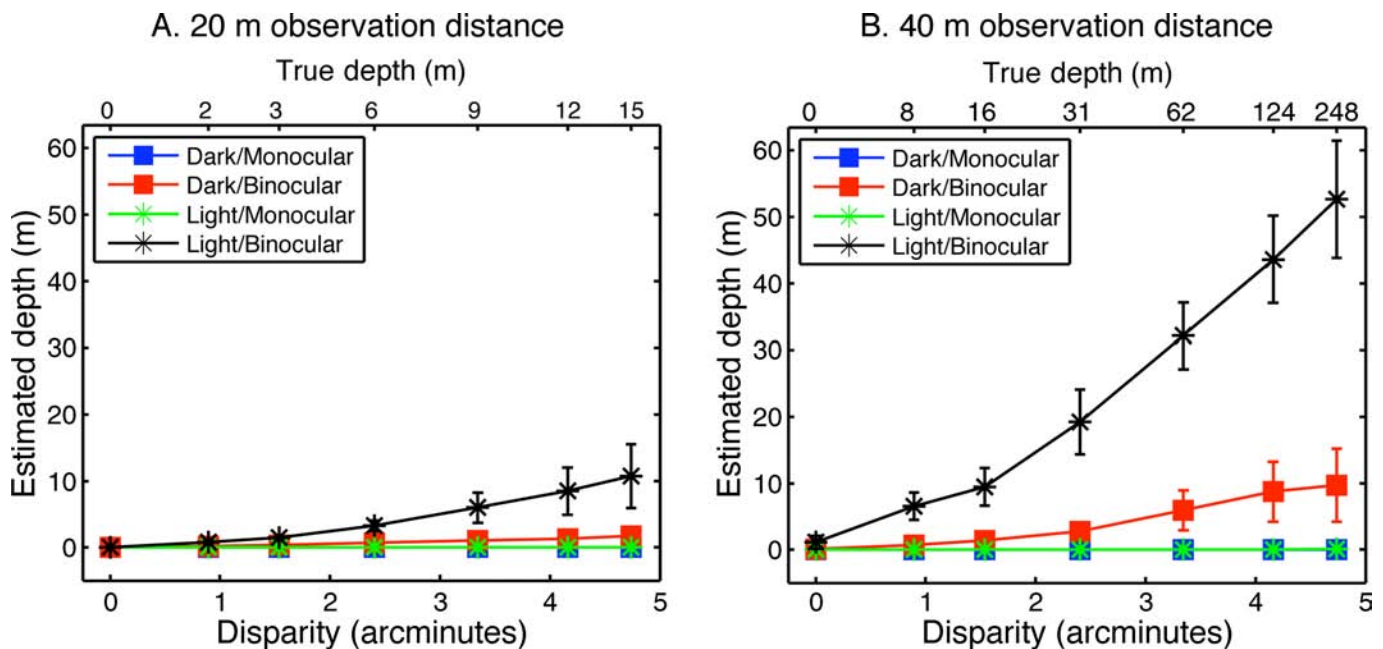 A. 20 m observation distance
True depth (m)
0 2 3 6 9 12 15
Dark/Monocular
Dark/Binocular
Light/Monocular
Light/Binocular
Estimated depth (m)
60
50
40
30
20
10
0
0 1 2 3 4 5
Disparity (arcminutes)
B. 40 m observation distance
True depth (m)
0 8 16 31 62 124 248
Dark/Monocular
Dark/Binocular
Light/Monocular
Light/Binocular
Estimated depth (m)
60
50
40
30
20
10
0
0 1 2 3 4 5
Disparity (arcminutes)